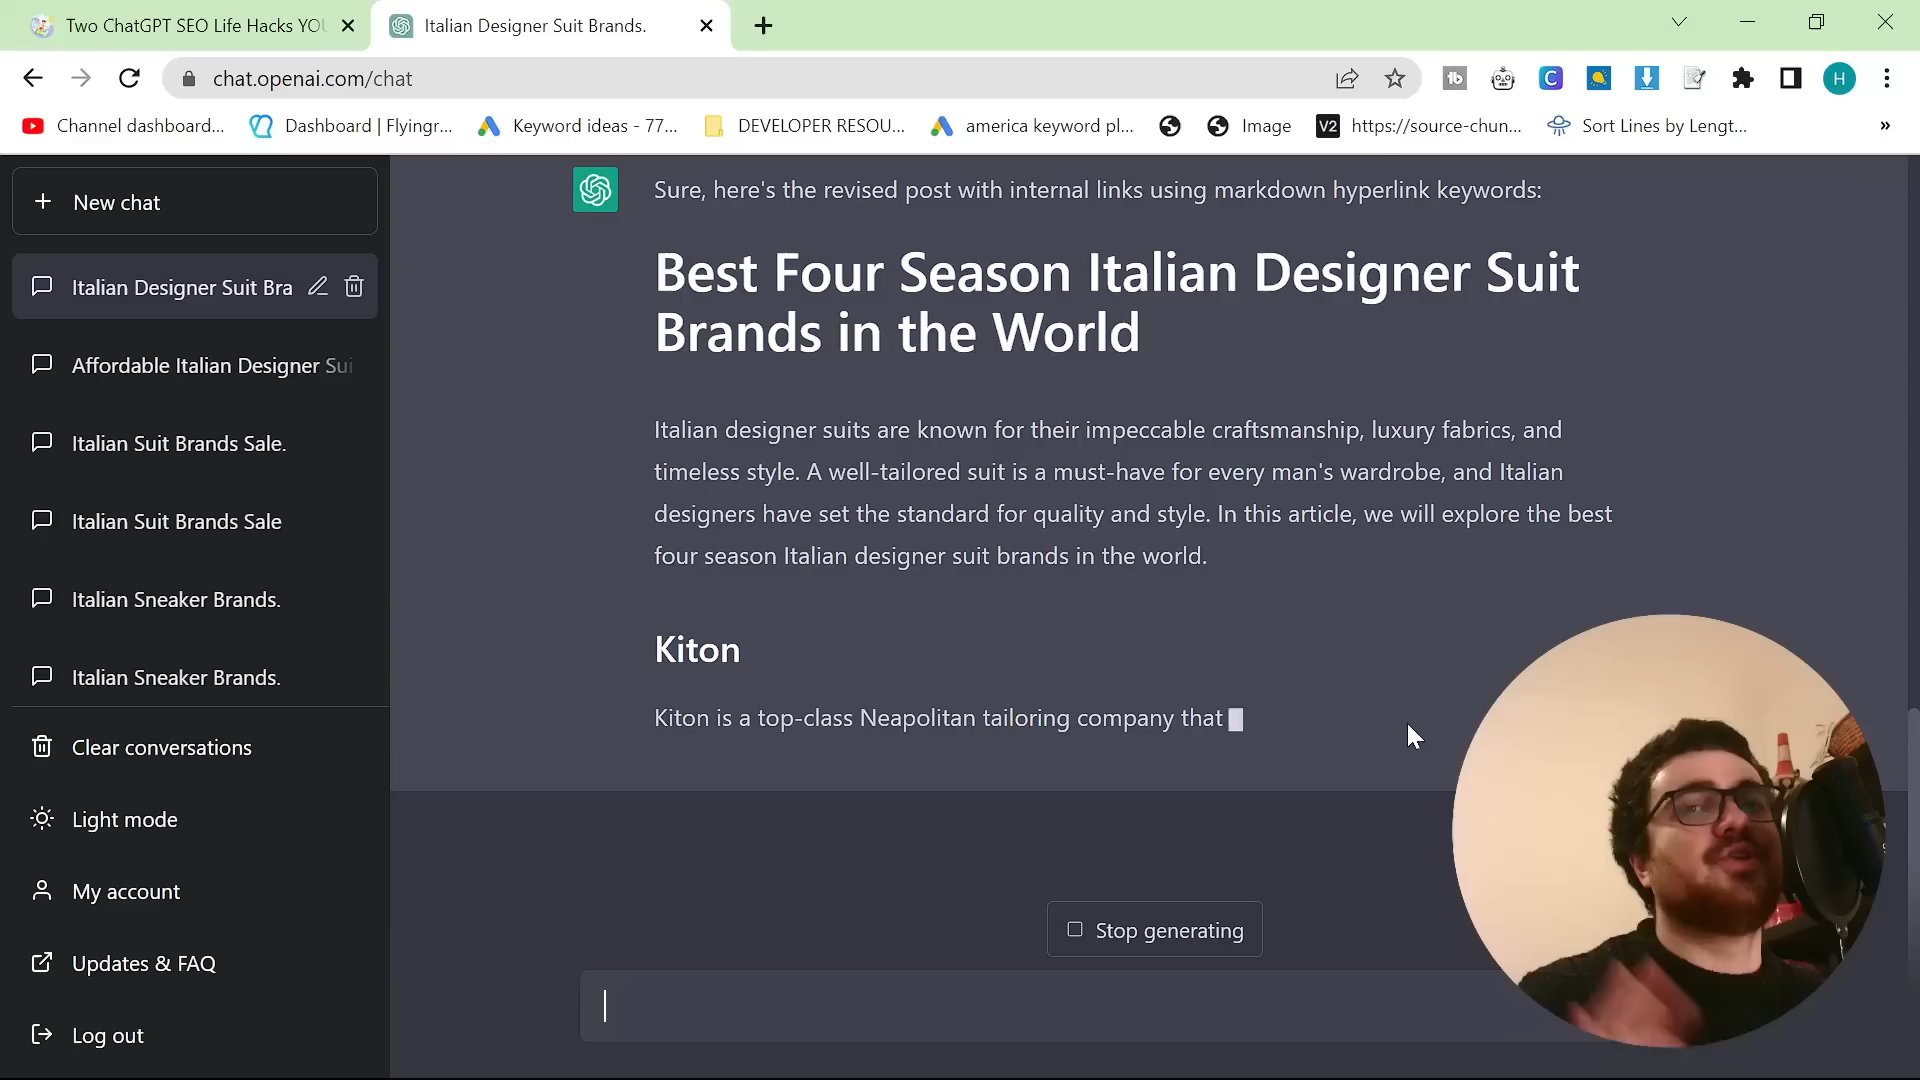 Two ChatGPT SEO Life Hacks YOU
Italian Designer Suit Brands.
chat.openai.com/chat
H
Channel dashboard...
Dashboard | Flyingr...
Keyword ideas - 77...
DEVELOPER RESOU...
america keyword pl...
Image
V2
https://source-chun...
Sort Lines by Lengt...
»
New chat
Italian Designer Suit Bra
Affordable Italian Designer Sui
Italian Suit Brands Sale.
Italian Suit Brands Sale
Italian Sneaker Brands.
Italian Sneaker Brands.
Clear conversations
Light mode
My account
Updates & FAQ
Log out
Sure, here's the revised post with internal links using markdown hyperlink keywords:
Best Four Season Italian Designer Suit
Brands in the World
Italian designer suits are known for their impeccable craftsmanship, luxury fabrics, and
timeless style. A well-tailored suit is a must-have for every man's wardrobe, and Italian
designers have set the standard for quality and style. In this article, we will explore the best
four season Italian designer suit brands in the world.
Kiton
Kiton is a top-class Neapolitan tailoring company that
Stop generating